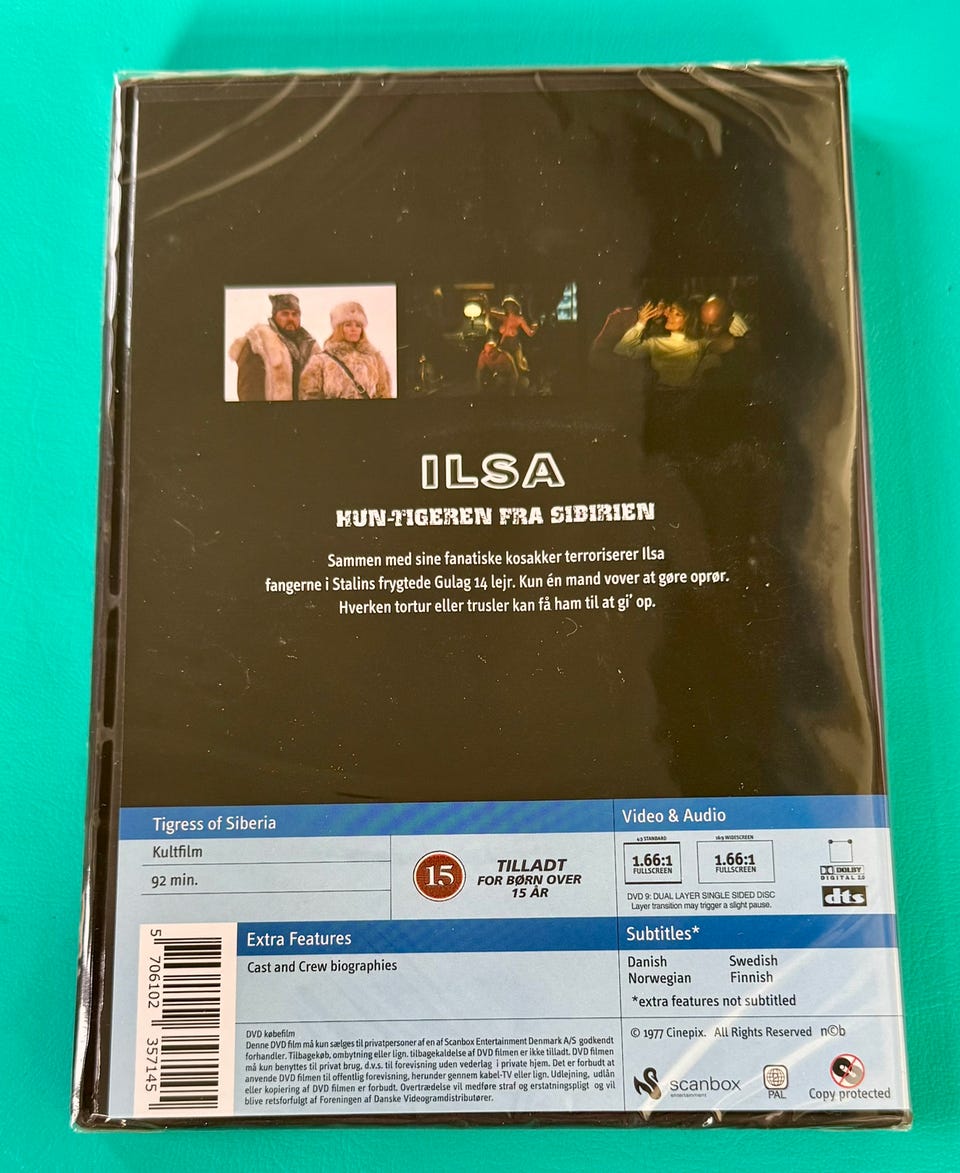 ILSA
HUN-TIGEREN FRA SIBIRIEN
Sammen med sine fanatiske kosakker terroriserer Ilsa
fangerne i Stalins frygtede Gulag 14 lejr. Kun én mand vover at gøre oprør.
Hverken tortur eller trusler kan få ham til at gi' op.
Tigress of Siberia
Kultfilm
92 min.
15
TILLADT
FOR BØRN OVER
15 ÅR
Video & Audio
4:3 STANDARD
1.66:1
FULLSCREEN
16:9 WIDESCREEN
1.66:1
FULLSCREEN
DVD 9: DUAL LAYER SINGLE SIDED DISC
Layer transition may trigger a slight pause.
DOLBY
DIGITAL 2.0
dts
Extra Features
Cast and Crew biographies
Subtitles*
Danish Swedish
Norwegian Finnish
*extra features not subtitled
5 706102 357145
DVD købefilm
Denne DVD film må kun sælges til privatpersoner af en af Scanbox Entertainment Denmark A/S godkendt
forhandler. Tilbagekøb, ombytning eller lign. tilbagekaldelse af DVD filmen er ikke tilladt. DVD filmen
må kun benyttes til privat brug, d.v.s. til forevisning uden vederlag i private hjem. Det er forbudt at
anvende DVD filmen til offentlig forevisning, herunder gennem kabel-TV eller lign. Udlejning, udlån
eller kopiering af DVD filmen er forbudt. Overtrædelse vil medføre straf og erstatningspligt og vil
blive retsforfulgt af Foreningen af Danske Videogramdistributører.
© 1977 Cinepix. All Rights Reserved n©b
scanbox
entertainment
PAL
Copy protected